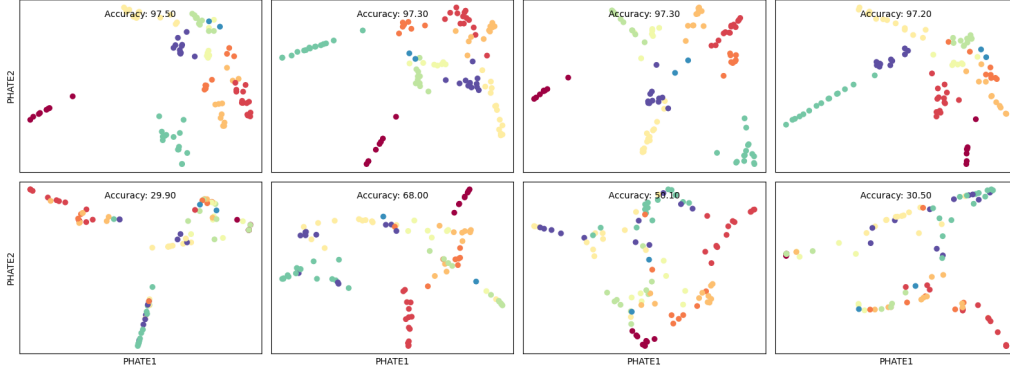 Accuracy: 97.50
Accuracy: 97.30
Accuracy: 97.30
Accuracy: 97.20
PHATE2
Accuracy: 29.90
Accuracy: 68.00
Accuracy: 58.10
Accuracy: 30.50
PHATE2
PHATE1
PHATE1
PHATE1
PHATE1